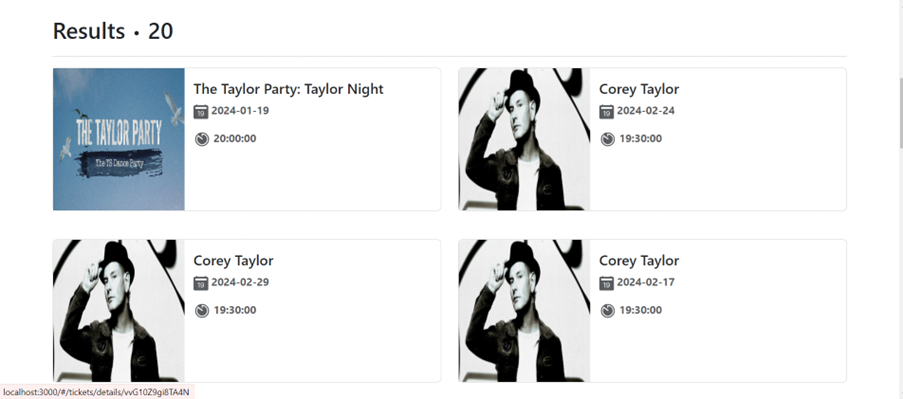 Results • 20
The Taylor Party: Taylor Night
19 2024-01-19
20:00:00
THE TAYLOR PARTY
The TS Dance Party
Corey Taylor
19 2024-02-24
19:30:00
Corey Taylor
19 2024-02-29
19:30:00
Corey Taylor
19 2024-02-17
19:30:00
localhost:3000/#/tickets/details/vvG10Z9gi8TA4N